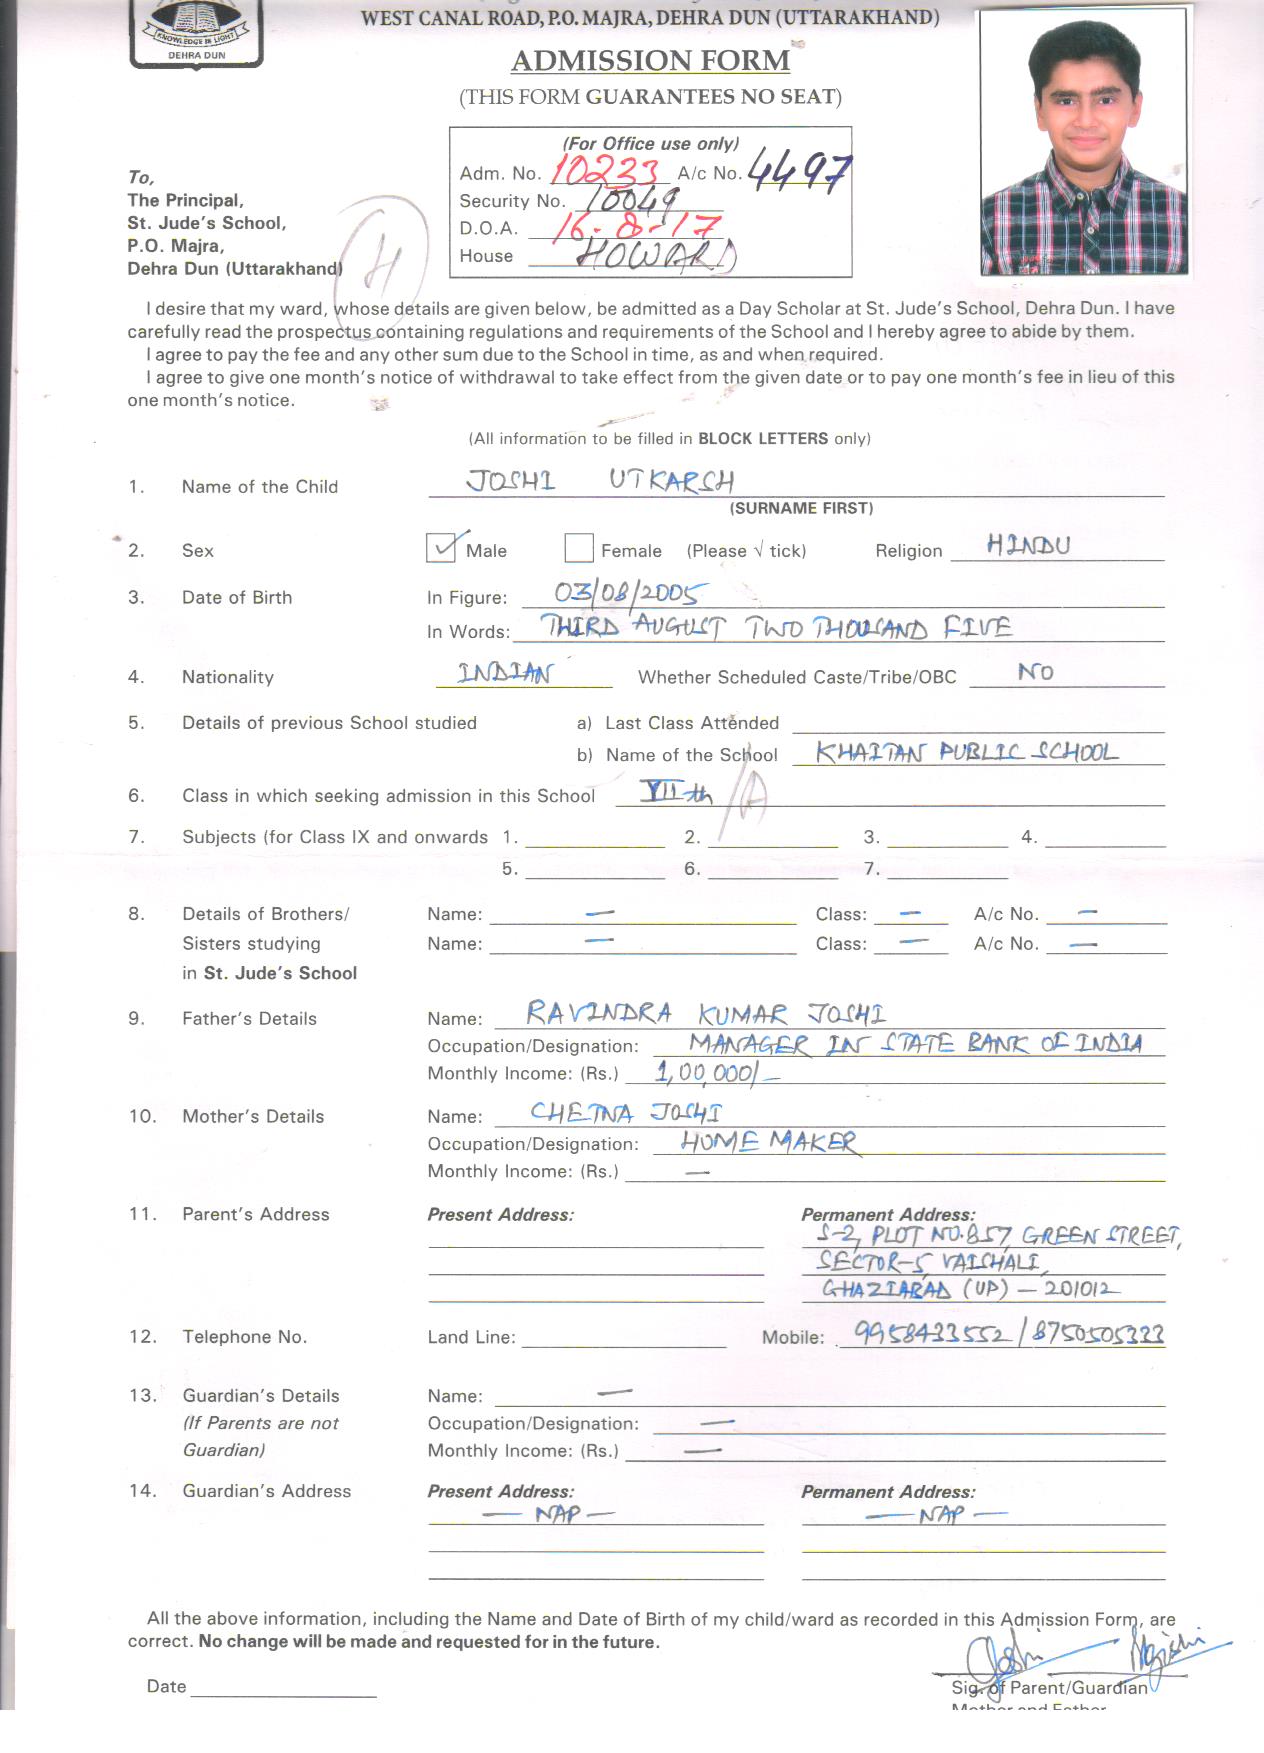 KNOWLEDGE IS LIGHT
DEHRA DUN
WEST CANAL ROAD, P.O. MAJRA, DEHRA DUN (UTTARAKHAND)
ADMISSION FORM
(THIS FORM GUARANTEES NO SEAT)
(For Office use only)
Adm. No. 10233 A/c No. 4497
Security No. 10049
D.O.A. 16-8-17
House HOWARD
To,
The Principal,
St. Jude's School,
P.O. Majra,
Dehra Dun (Uttarakhand)
H
I desire that my ward, whose details are given below, be admitted as a Day Scholar at St. Jude's School, Dehra Dun. I have
carefully read the prospectus containing regulations and requirements of the School and I hereby agree to abide by them.
I agree to pay the fee and any other sum due to the School in time, as and when required.
I agree to give one month's notice of withdrawal to take effect from the given date or to pay one month's fee in lieu of this
one month's notice.
(All information to be filled in BLOCK LETTERS only)
1. Name of the Child JOSHI UTKARSH
(SURNAME FIRST)
2. Sex Male Female (Please √ tick) Religion HINDU
3. Date of Birth In Figure: 03/08/2005
In Words: THIRD AUGUST TWO THOUSAND FIVE
4. Nationality INDIAN Whether Scheduled Caste/Tribe/OBC NO
5. Details of previous School studied a) Last Class Attended
b) Name of the School KHAITAN PUBLIC SCHOOL
6. Class in which seeking admission in this School VII th /A
7. Subjects (for Class IX and onwards 1. 2. 3. 4.
5. 6. 7.
8. Details of Brothers/ Name: — Class: — A/c No. —
Sisters studying Name: — Class: — A/c No. —
in St. Jude's School
9. Father's Details Name: RAVINDRA KUMAR JOSHI
Occupation/Designation: MANAGER IN STATE BANK OF INDIA
Monthly Income: (Rs.) 1,00,000/-
10. Mother's Details Name: CHETNA JOSHI
Occupation/Designation: HOME MAKER
Monthly Income: (Rs.) —
11. Parent's Address Present Address: Permanent Address:
S-2, PLOT NO.857, GREEN STREET,
SECTOR-5, VAISHALI,
GHAZIABAD (UP) — 201012
12. Telephone No. Land Line: Mobile: 9958433552/8750505333
13. Guardian's Details Name: —
(If Parents are not Occupation/Designation: —
Guardian) Monthly Income: (Rs.) —
14. Guardian's Address Present Address: Permanent Address:
— NAP — — NAP —
All the above information, including the Name and Date of Birth of my child/ward as recorded in this Admission Form, are
correct. No change will be made and requested for in the future.
Date
Sig. of Parent/Guardian
Mother and Father